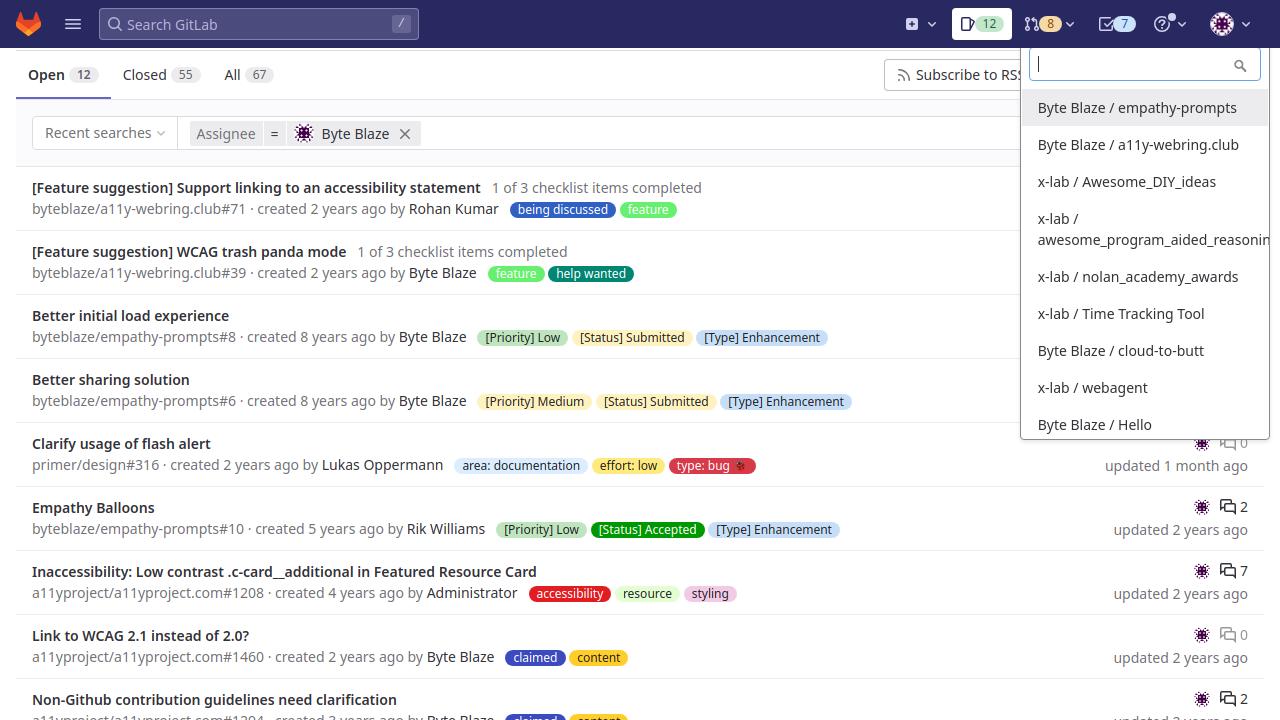 Search GitLab /
12
8
7
Open 12 Closed 55 All 67
Subscribe to RSS
Recent searches
Assignee = Byte Blaze
[Feature suggestion] Support linking to an accessibility statement 1 of 3 checklist items completed
byteblaze/a11y-webring.club#71 · created 2 years ago by Rohan Kumar being discussed feature
[Feature suggestion] WCAG trash panda mode 1 of 3 checklist items completed
byteblaze/a11y-webring.club#39 · created 2 years ago by Byte Blaze feature help wanted
Better initial load experience
byteblaze/empathy-prompts#8 · created 8 years ago by Byte Blaze [Priority] Low [Status] Submitted [Type] Enhancement
Better sharing solution
byteblaze/empathy-prompts#6 · created 8 years ago by Byte Blaze [Priority] Medium [Status] Submitted [Type] Enhancement
Clarify usage of flash alert 0
primer/design#316 · created 2 years ago by Lukas Oppermann area: documentation effort: low type: bug 🐞 updated 1 month ago
Empathy Balloons 2
byteblaze/empathy-prompts#10 · created 5 years ago by Rik Williams [Priority] Low [Status] Accepted [Type] Enhancement updated 2 years ago
Inaccessibility: Low contrast .c-card__additional in Featured Resource Card 7
a11yproject/a11yproject.com#1208 · created 4 years ago by Administrator accessibility resource styling updated 2 years ago
Link to WCAG 2.1 instead of 2.0? 0
a11yproject/a11yproject.com#1460 · created 2 years ago by Byte Blaze claimed content updated 2 years ago
Non-Github contribution guidelines need clarification 2
Byte Blaze / empathy-prompts
Byte Blaze / a11y-webring.club
x-lab / Awesome_DIY_ideas
x-lab /
awesome_program_aided_reasonin
x-lab / nolan_academy_awards
x-lab / Time Tracking Tool
Byte Blaze / cloud-to-butt
x-lab / webagent
Byte Blaze / Hello